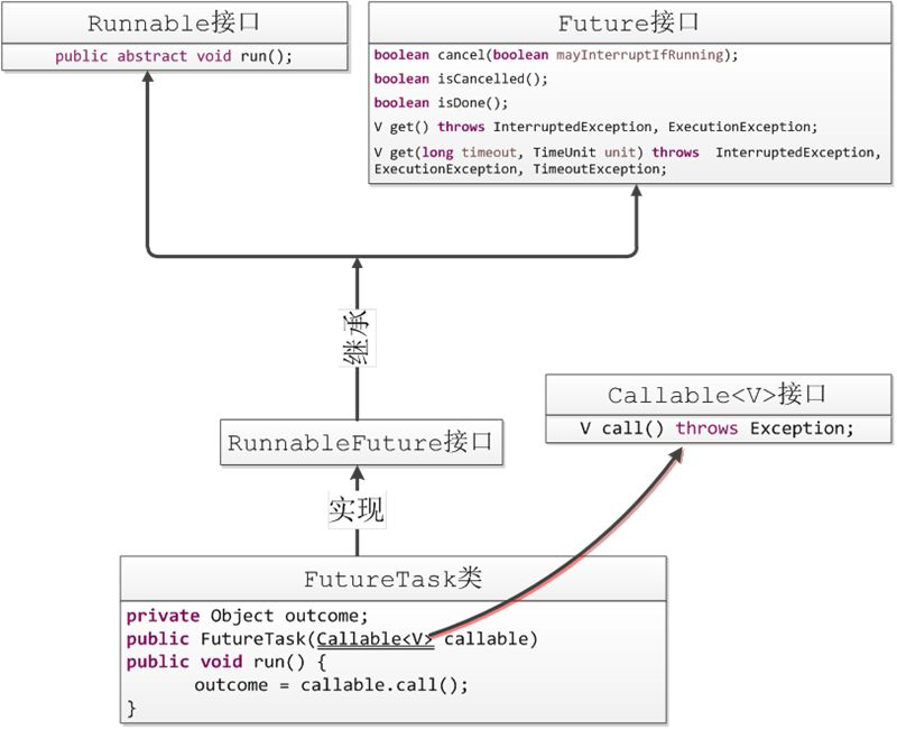 Runnable接口
public abstract void run();
Future接口
boolean cancel(boolean mayInterruptIfRunning);
boolean isCancelled();
boolean isDone();
V get() throws InterruptedException, ExecutionException;
V get(long timeout, TimeUnit unit) throws InterruptedException,
ExecutionException, TimeoutException;
继承
Callable<V>接口
V call() throws Exception;
RunnableFuture接口
实现
FutureTask类
private Object outcome;
public FutureTask(Callable<V> callable)
public void run() {
outcome = callable.call();
}